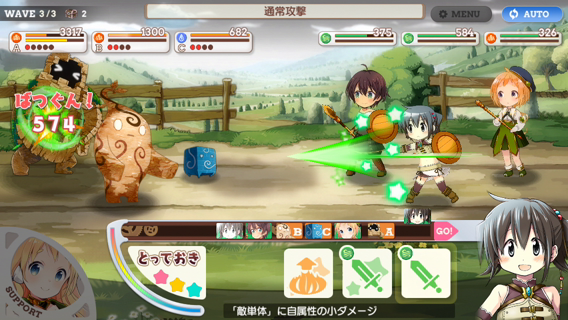 WAVE 3/3 2
通常攻撃
MENU
AUTO
A 3317
B 1300
C 682
375
584
326
ばつぐん!
574
B C A GO!
とっておき
SUPPORT
「敵単体」に自属性の小ダメージ